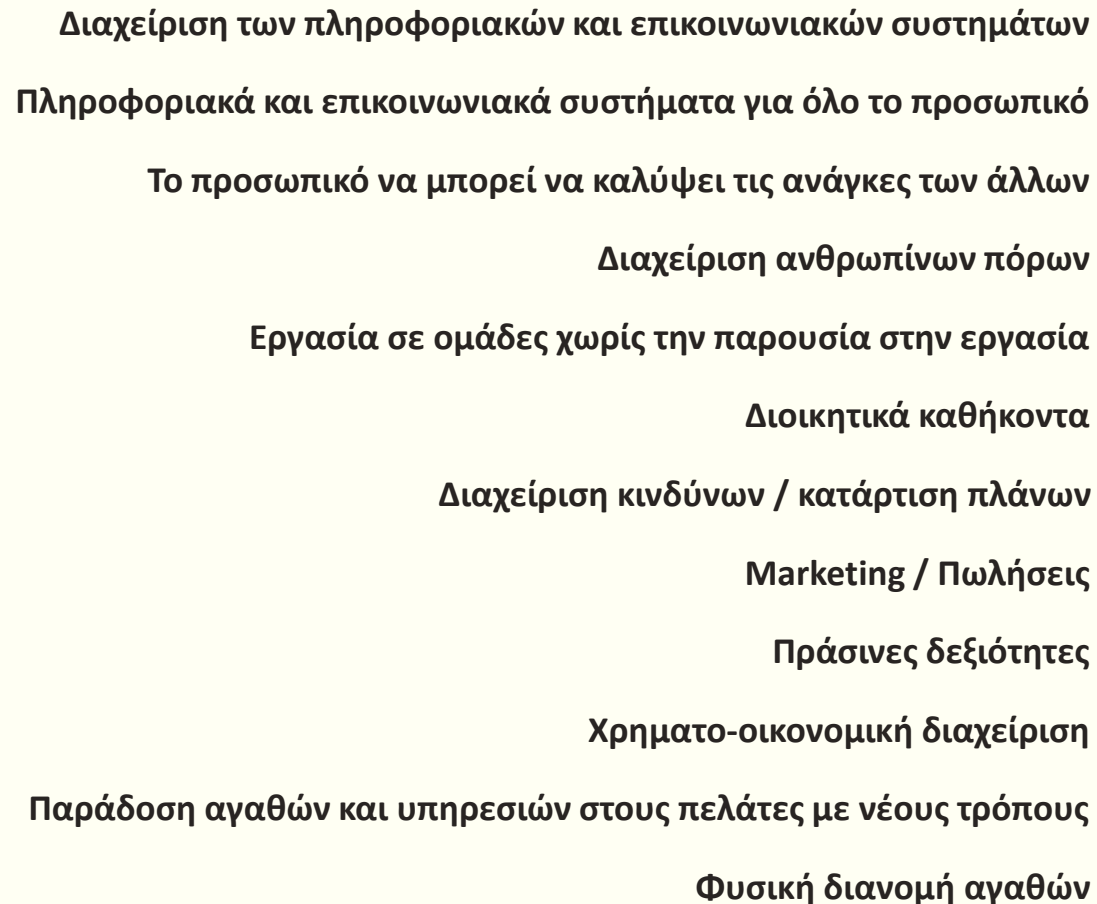 Διαχείριση των πληροφοριακών και επικοινωνιακών συστημάτων
Πληροφοριακά και επικοινωνιακά συστήματα για όλο το προσωπικό
Το προσωπικό να μπορεί να καλύψει τις ανάγκες των άλλων
Διαχείριση ανθρωπίνων πόρων
Εργασία σε ομάδες χωρίς την παρουσία στην εργασία
Διοικητικά καθήκοντα
Διαχείριση κινδύνων / κατάρτιση πλάνων
Marketing / Πωλήσεις
Πράσινες δεξιότητες
Χρηματο-οικονομική διαχείριση
Παράδοση αγαθών και υπηρεσιών στους πελάτες με νέους τρόπους
Φυσική διανομή αγαθών